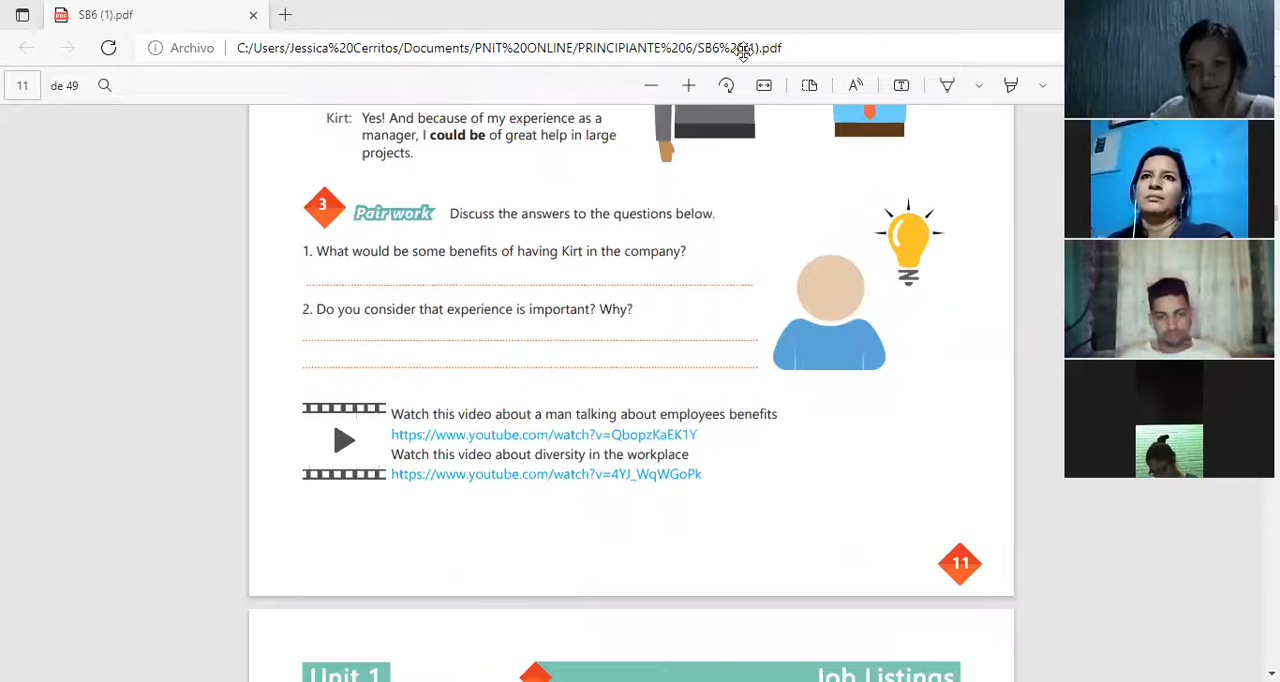 SB6 (1).pdf
Archivo C:/Users/Jessica%20Cerritos/Documents/PNIT%20ONLINE/PRINCIPIANTE%206/SB6%20(1).pdf
11 de 49
Kirt: Yes! And because of my experience as a
manager, I could be of great help in large
projects.
3 Pair work Discuss the answers to the questions below.
1. What would be some benefits of having Kirt in the company?
2. Do you consider that experience is important? Why?
Watch this video about a man talking about employees benefits
https://www.youtube.com/watch?v=QbopzKaEK1Y
Watch this video about diversity in the workplace
https://www.youtube.com/watch?v=4YJ_WqWGoPk
11
Unit 1 Job Listings